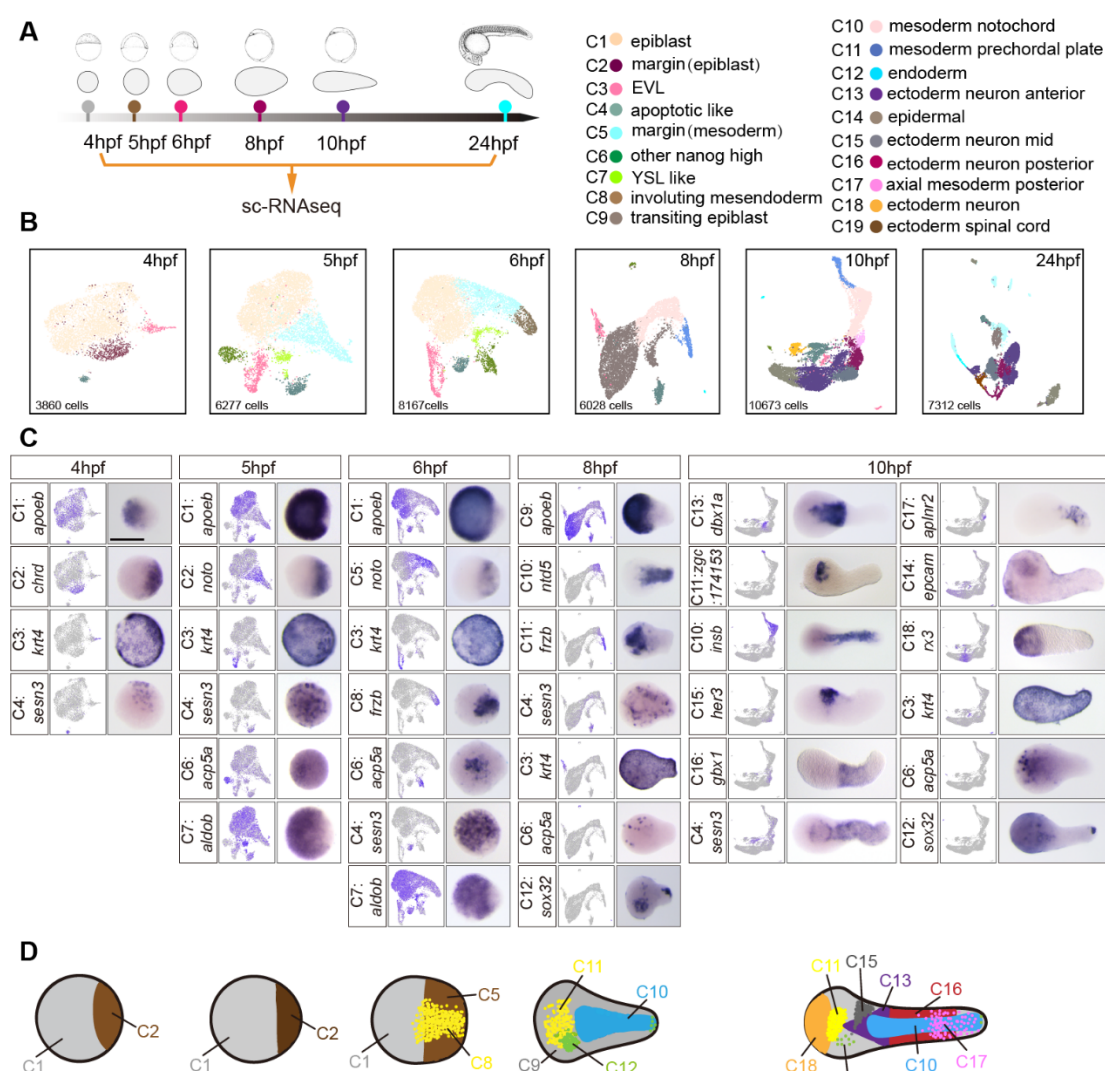 A
4hpf
5hpf
6hpf
8hpf
10hpf
24hpf
sc-RNAseq
C1 epiblast
C2 margin(epiblast)
C3 EVL
C4 apoptotic like
C5 margin(mesoderm)
C6 other nanog high
C7 YSL like
C8 involuting mesendoderm
C9 transiting epiblast
C10 mesoderm notochord
C11 mesoderm prechordal plate
C12 endoderm
C13 ectoderm neuron anterior
C14 epidermal
C15 ectoderm neuron mid
C16 ectoderm neuron posterior
C17 axial mesoderm posterior
C18 ectoderm neuron
C19 ectoderm spinal cord
B
4hpf
3860 cells
5hpf
6277 cells
6hpf
8167cells
8hpf
6028 cells
10hpf
10673 cells
24hpf
7312 cells
C
4hpf
C1:
apoeb
C2:
chrd
C3:
krt4
C4:
sesn3
5hpf
C1:
apoeb
C2:
noto
C3:
krt4
C4:
sesn3
C6:
acp5a
C7:
aldob
6hpf
C1:
apoeb
C5:
noto
C3:
krt4
C8:
frzb
C6:
acp5a
C4:
sesn3
C7:
aldob
8hpf
C9:
apoeb
C10:
ntd5
C11:
frzb
C4:
sesn3
C3:
krt4
C6:
acp5a
C12:
sox32
10hpf
C13:
dbx1a
C11:zgc
:174153
C10:
insb
C15:
her3
C16:
gbx1
C4:
sesn3
C17:
aplnr2
C14:
epcam
C18:
rx3
C3:
krt4
C6:
acp5a
C12:
sox32
D
C1
C2
C1
C2
C1
C5
C8
C11
C10
C9
C12
C11
C15
C13
C16
C18
C10
C17